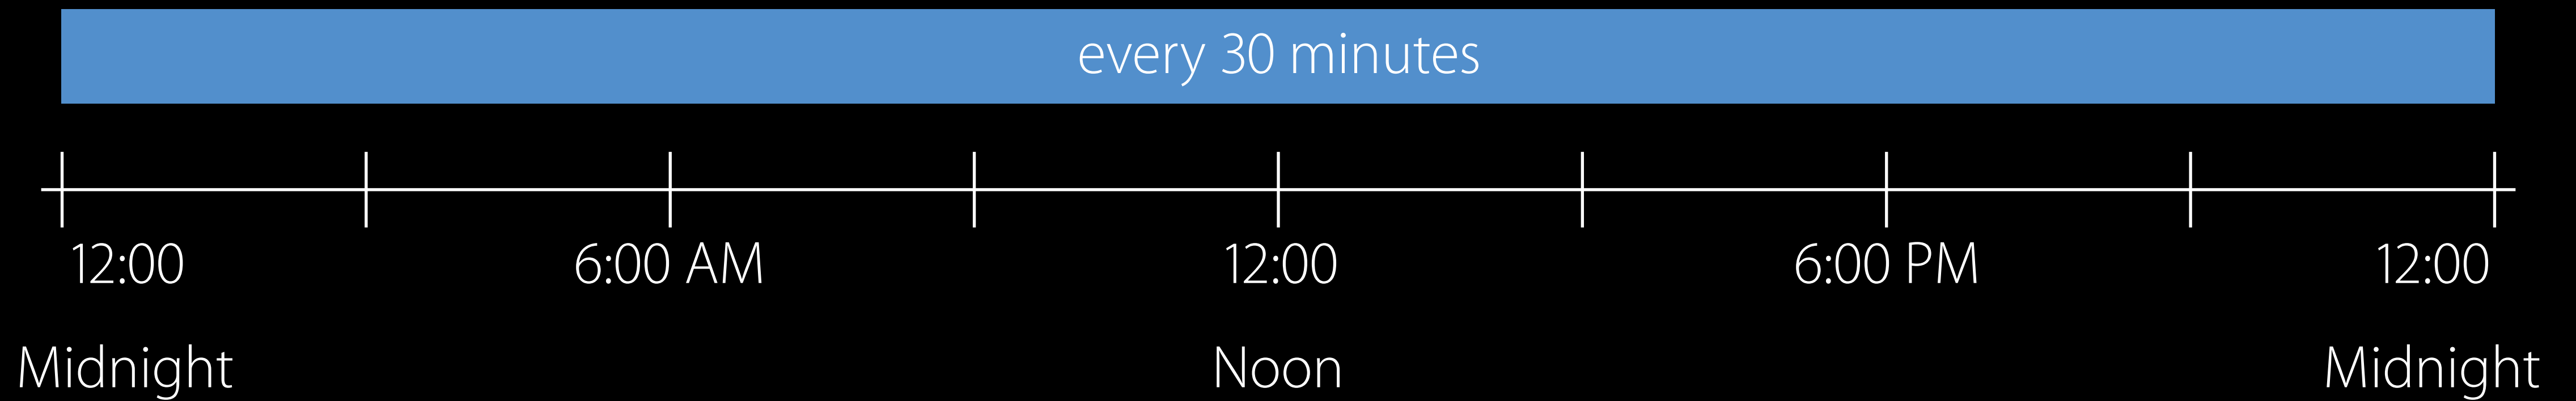 every 30 minutes
12:00 6:00 AM 12:00 6:00 PM 12:00
Midnight Noon Midnight